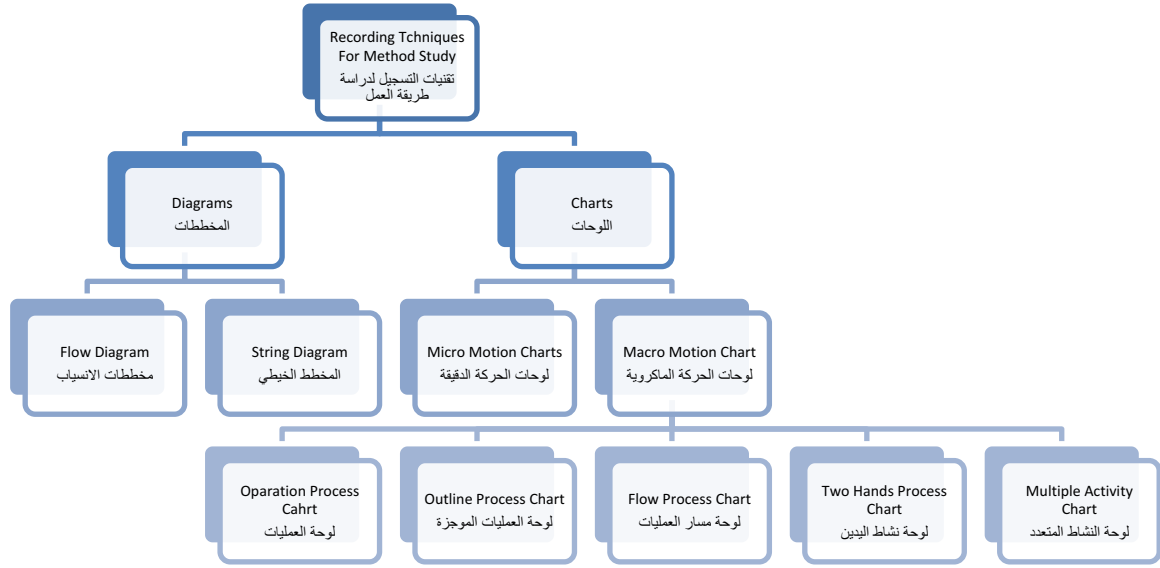 Recording Tchniques
For Method Study
تقنيات التسجيل لدراسة
طريقة العمل
Diagrams
المخططات
Charts
اللوحات
Flow Diagram
مخططات الانسياب
String Diagram
المخطط الخيطي
Micro Motion Charts
لوحات الحركة الدقيقة
Macro Motion Chart
لوحات الحركة الماكروية
Oparation Process
Cahrt
لوحة العمليات
Outline Process Chart
لوحة العمليات الموجزة
Flow Process Chart
لوحة مسار العمليات
Two Hands Process
Chart
لوحة نشاط اليدين
Multiple Activity
Chart
لوحة النشاط المتعدد